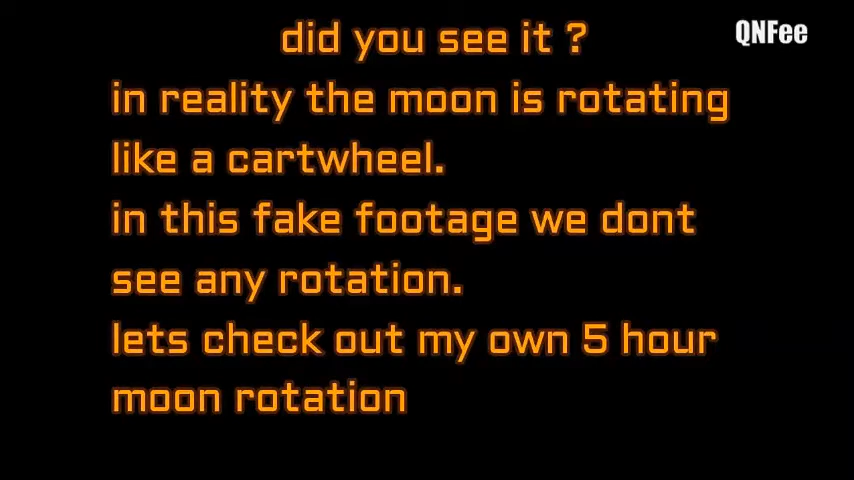 did you see it ?
QNFee
in reality the moon is rotating
like a cartwheel.
in this fake footage we dont
see any rotation.
lets check out my own 5 hour
moon rotation